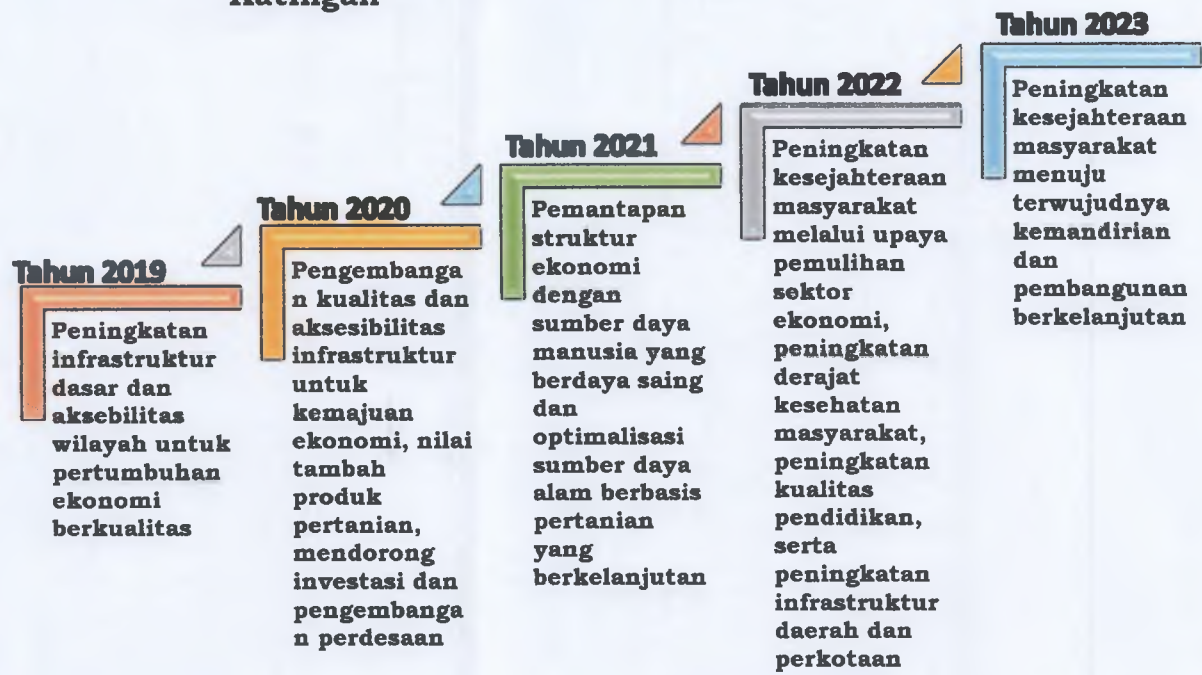 Tahun 2019
Peningkatan
infrastruktur
dasar dan
aksebilitas
wilayah untuk
pertumbuhan
ekonomi
berkualitas
Tahun 2020
Pengembanga
n kualitas dan
aksesibilitas
infrastruktur
untuk
kemajuan
ekonomi, nilai
tambah
produk
pertanian,
mendorong
investasi dan
pengembanga
n perdesaan
Tahun 2021
Pemantapan
struktur
ekonomi
dengan
sumber daya
manusia yang
berdaya saing
dan
optimalisasi
sumber daya
alam berbasis
pertanian
yang
berkelanjutan
Tahun 2022
Peningkatan
kesejahteraan
masyarakat
melalui upaya
pemulihan
sektor
ekonomi,
peningkatan
derajat
kesehatan
masyarakat,
peningkatan
kualitas
pendidikan,
serta
peningkatan
infrastruktur
daerah dan
perkotaan
Tahun 2023
Peningkatan
kesejahteraan
masyarakat
menuju
terwujudnya
kemandirian
dan
pembangunan
berkelanjutan